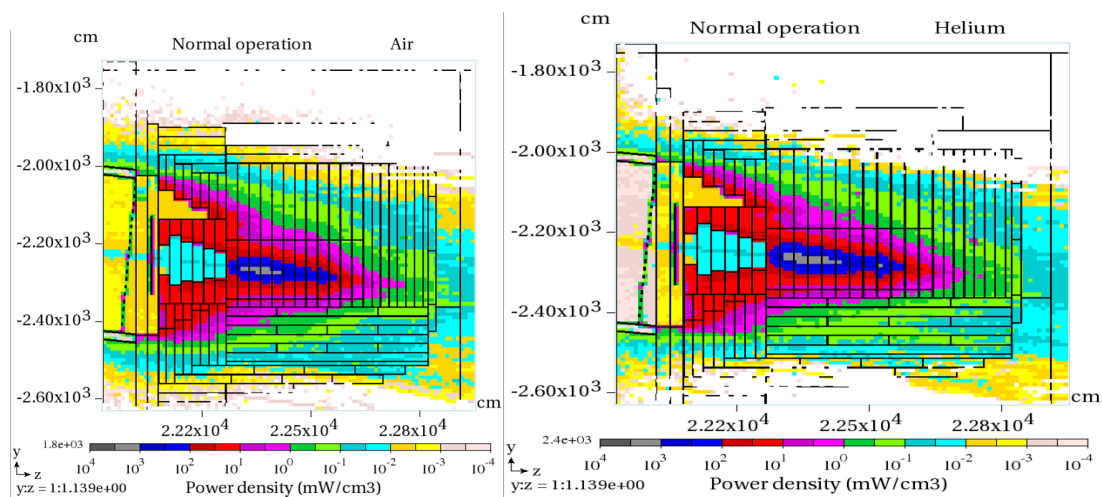 cm
Normal operation Air
-1.80x10³
-2.00x10³
-2.20x10³
-2.40x10³
-2.60x10³
cm
2.22x10⁴ 2.25x10⁴ 2.28x10⁴
1.8e+03
10⁴ 10³ 10² 10¹ 10⁰ 10⁻¹ 10⁻² 10⁻³ 10⁻⁴
Power density (mW/cm3)
y
z
y:z = 1:1.139e+00
cm
Normal operation Helium
-1.80x10³
-2.00x10³
-2.20x10³
-2.40x10³
-2.60x10³
cm
2.22x10⁴ 2.25x10⁴ 2.28x10⁴
2.4e+03
10⁴ 10³ 10² 10¹ 10⁰ 10⁻¹ 10⁻² 10⁻³ 10⁻⁴
Power density (mW/cm3)
y
z
y:z = 1:1.139e+00